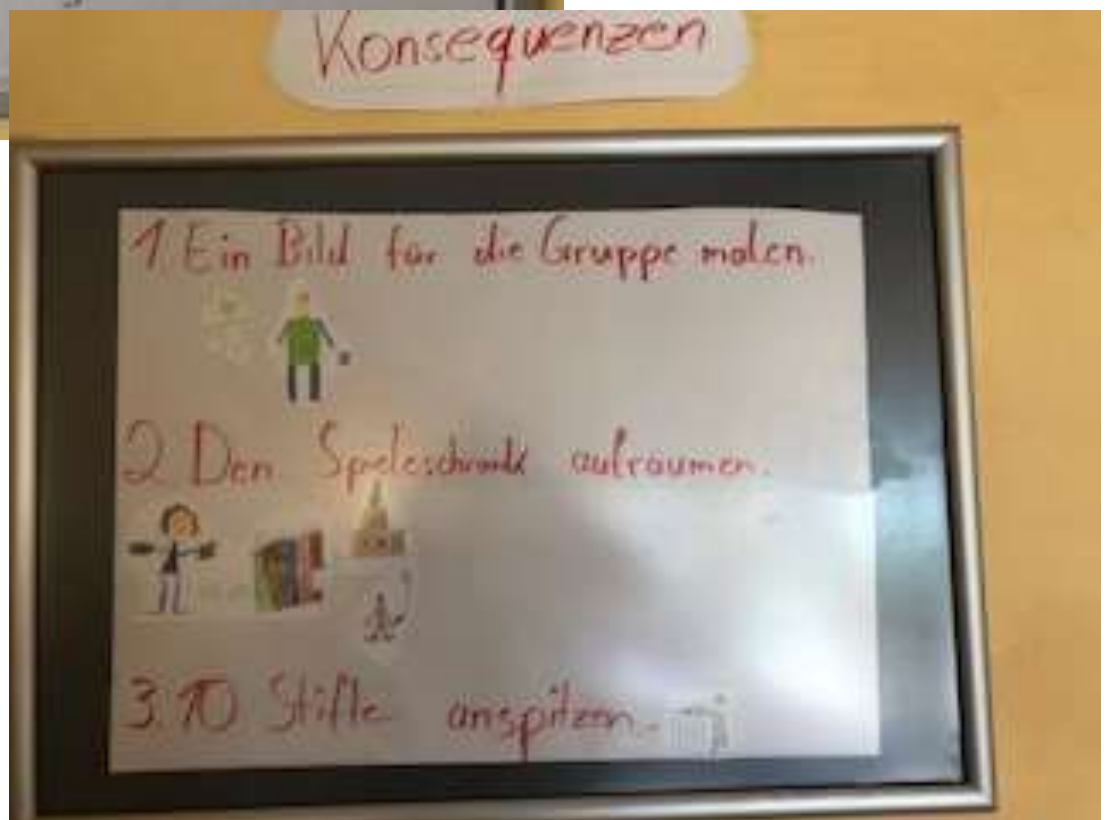 Konsequenzen
1. Ein Bild für die Gruppe malen.
2. Den Spieleschrank aufräumen.
3. 10 Stifte anspitzen.